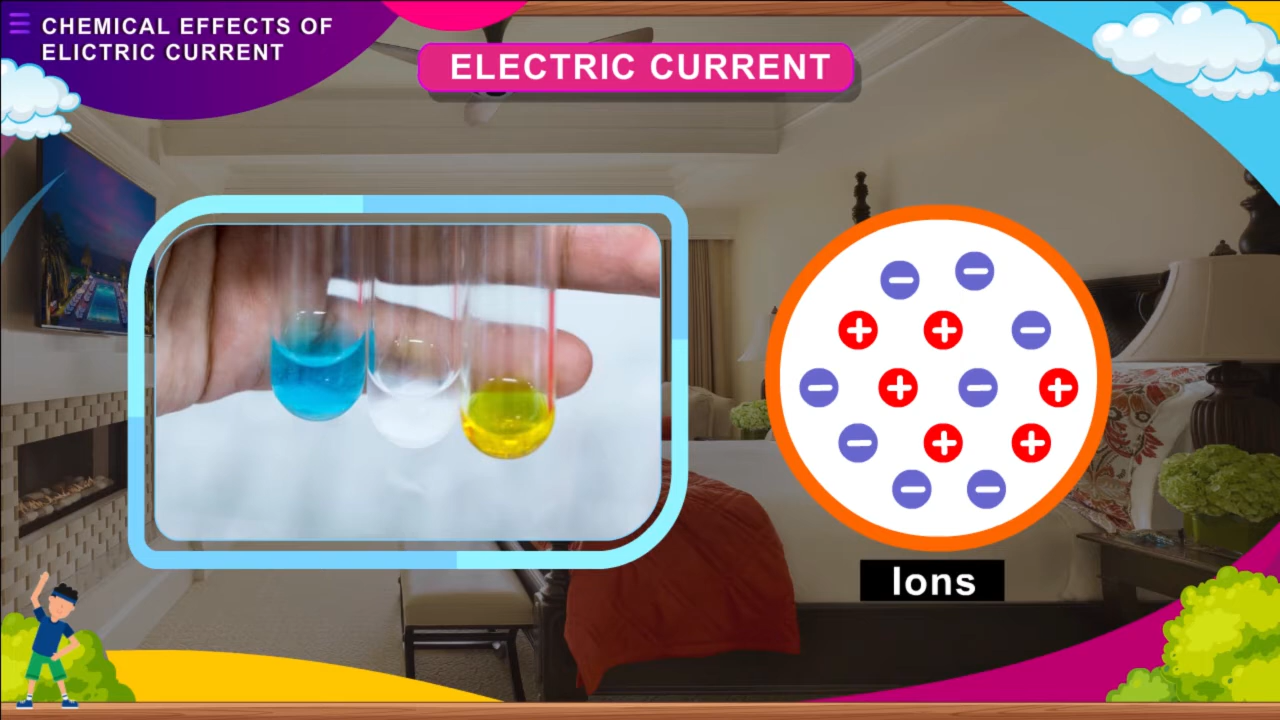 CHEMICAL EFFECTS OF
ELICTRIC CURRENT
ELECTRIC CURRENT
Ions